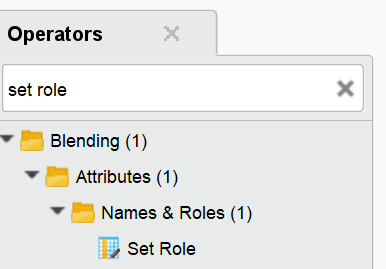 Operators
set role
Blending (1)
Attributes (1)
Names & Roles (1)
Set Role